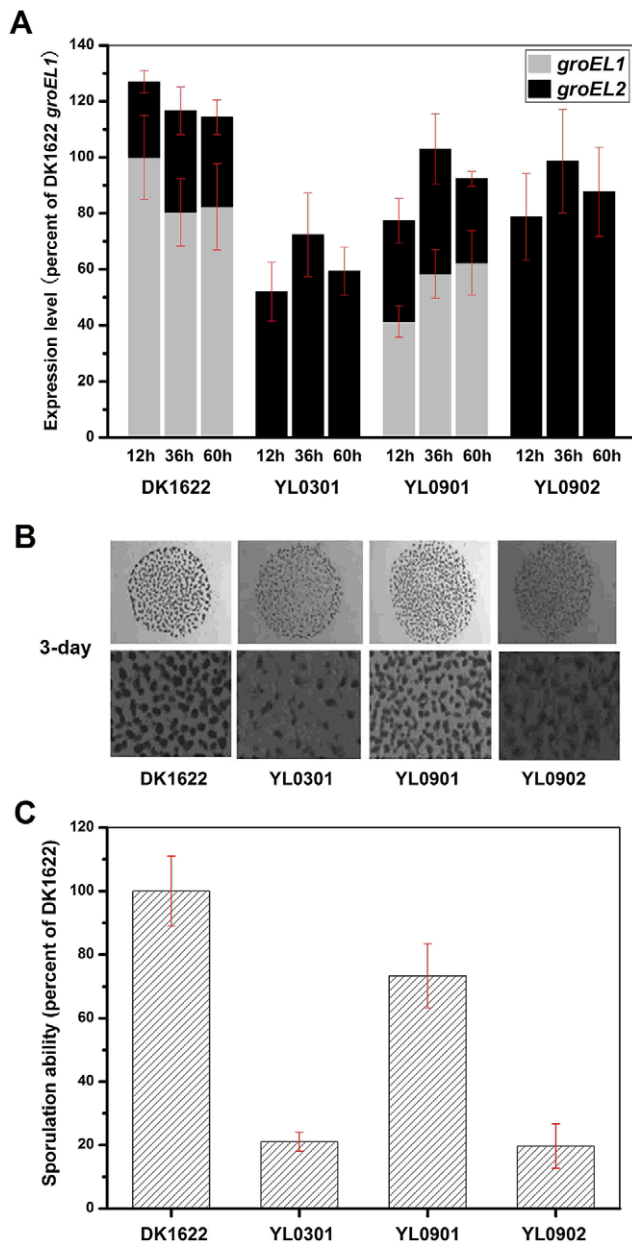 A
Expression level (percent of DK1622 groEL1)
140
120
100
80
60
40
20
0
groEL1
groEL2
12h 36h 60h 12h 36h 60h 12h 36h 60h 12h 36h 60h
DK1622 YL0301 YL0901 YL0902
B
3-day
DK1622 YL0301 YL0901 YL0902
C
Sporulation ability (percent of DK1622)
120
100
80
60
40
20
0
DK1622 YL0301 YL0901 YL0902